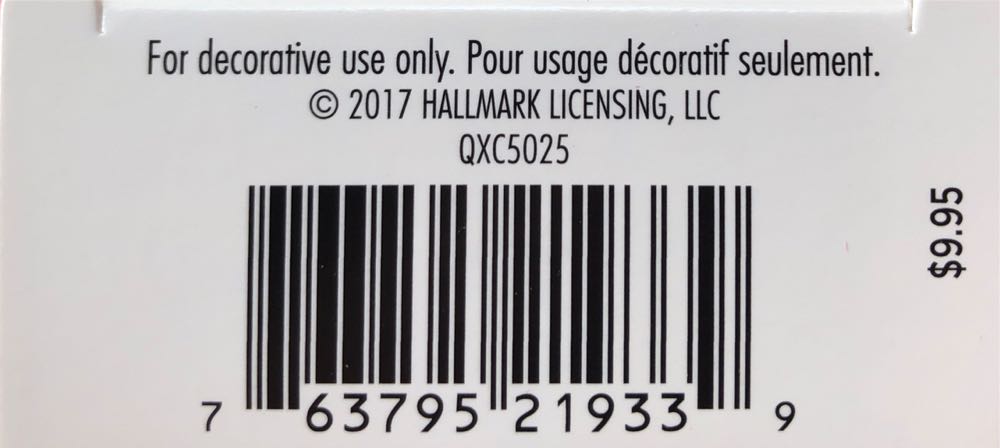 For decorative use only. Pour usage décoratif seulement.
© 2017 HALLMARK LICENSING, LLC
QXC5025
$9.95
7 63795 21933 9